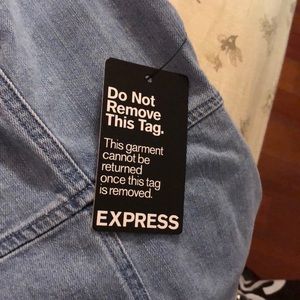 Do Not
Remove
This Tag.
This garment
cannot be
returned
once this tag
is removed.
EXPRESS